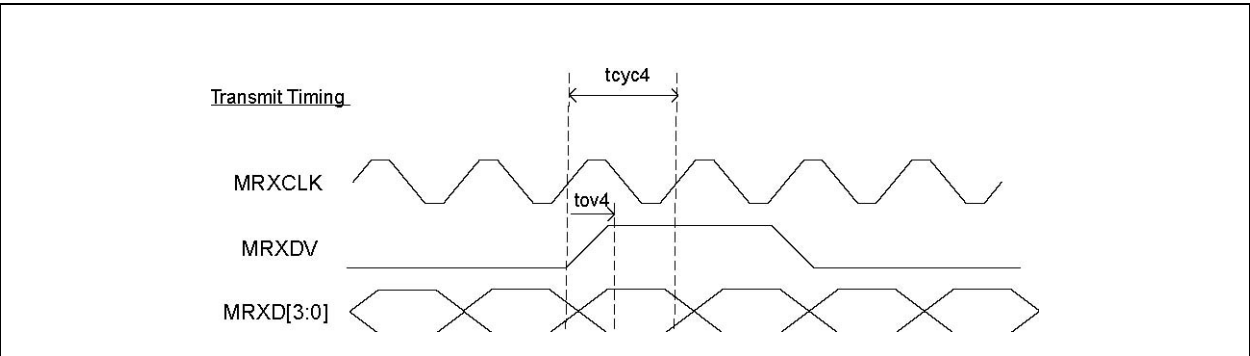 tcyc4
Transmit Timing
MRXCLK
tov4
MRXDV
MRXD[3:0]